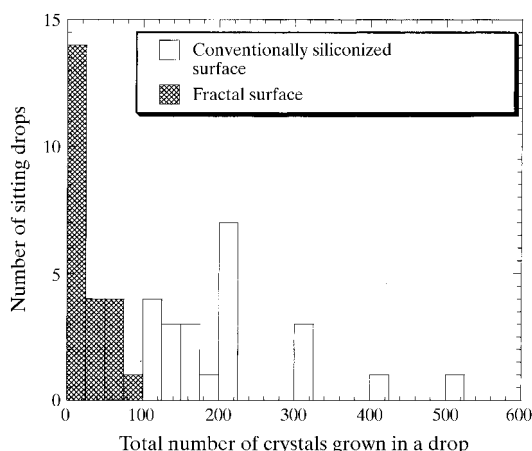 15
Conventionally siliconized
surface
Fractal surface
10
5
0
Number of sitting drops
0 100 200 300 400 500 600
Total number of crystals grown in a drop